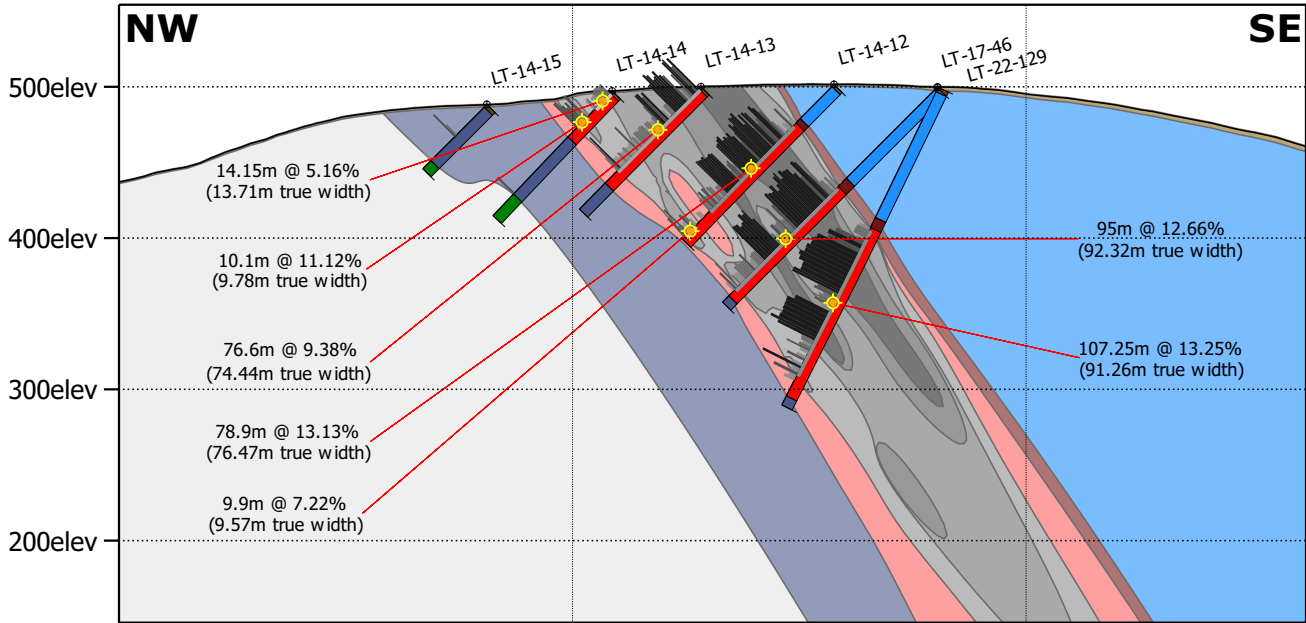 NW
SE
LT-14-15
LT-14-14
LT-14-13
LT-14-12
LT-17-46
LT-22-129
500elev
400elev
300elev
200elev
14.15m @ 5.16%
(13.71m true width)
10.1m @ 11.12%
(9.78m true width)
76.6m @ 9.38%
(74.44m true width)
78.9m @ 13.13%
(76.47m true width)
9.9m @ 7.22%
(9.57m true width)
95m @ 12.66%
(92.32m true width)
107.25m @ 13.25%
(91.26m true width)